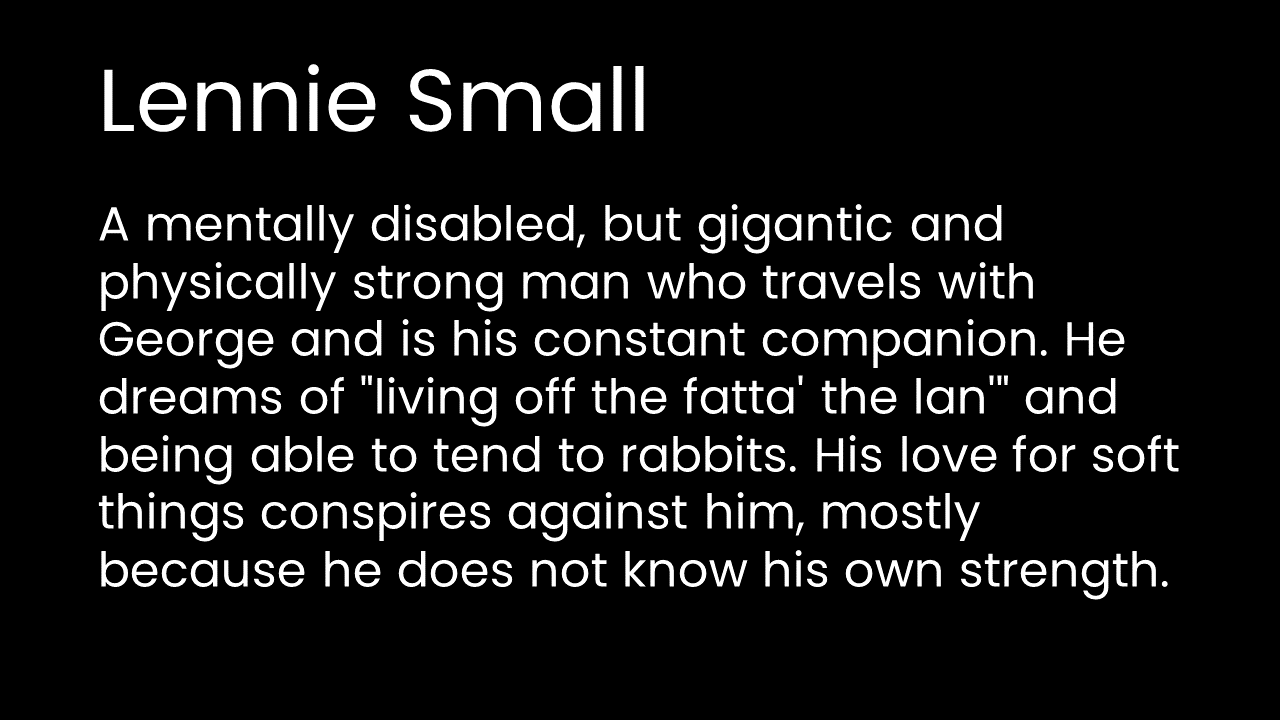 Lennie Small
A mentally disabled, but gigantic and
physically strong man who travels with
George and is his constant companion. He
dreams of "living off the fatta' the lan'" and
being able to tend to rabbits. His love for soft
things conspires against him, mostly
because he does not know his own strength.